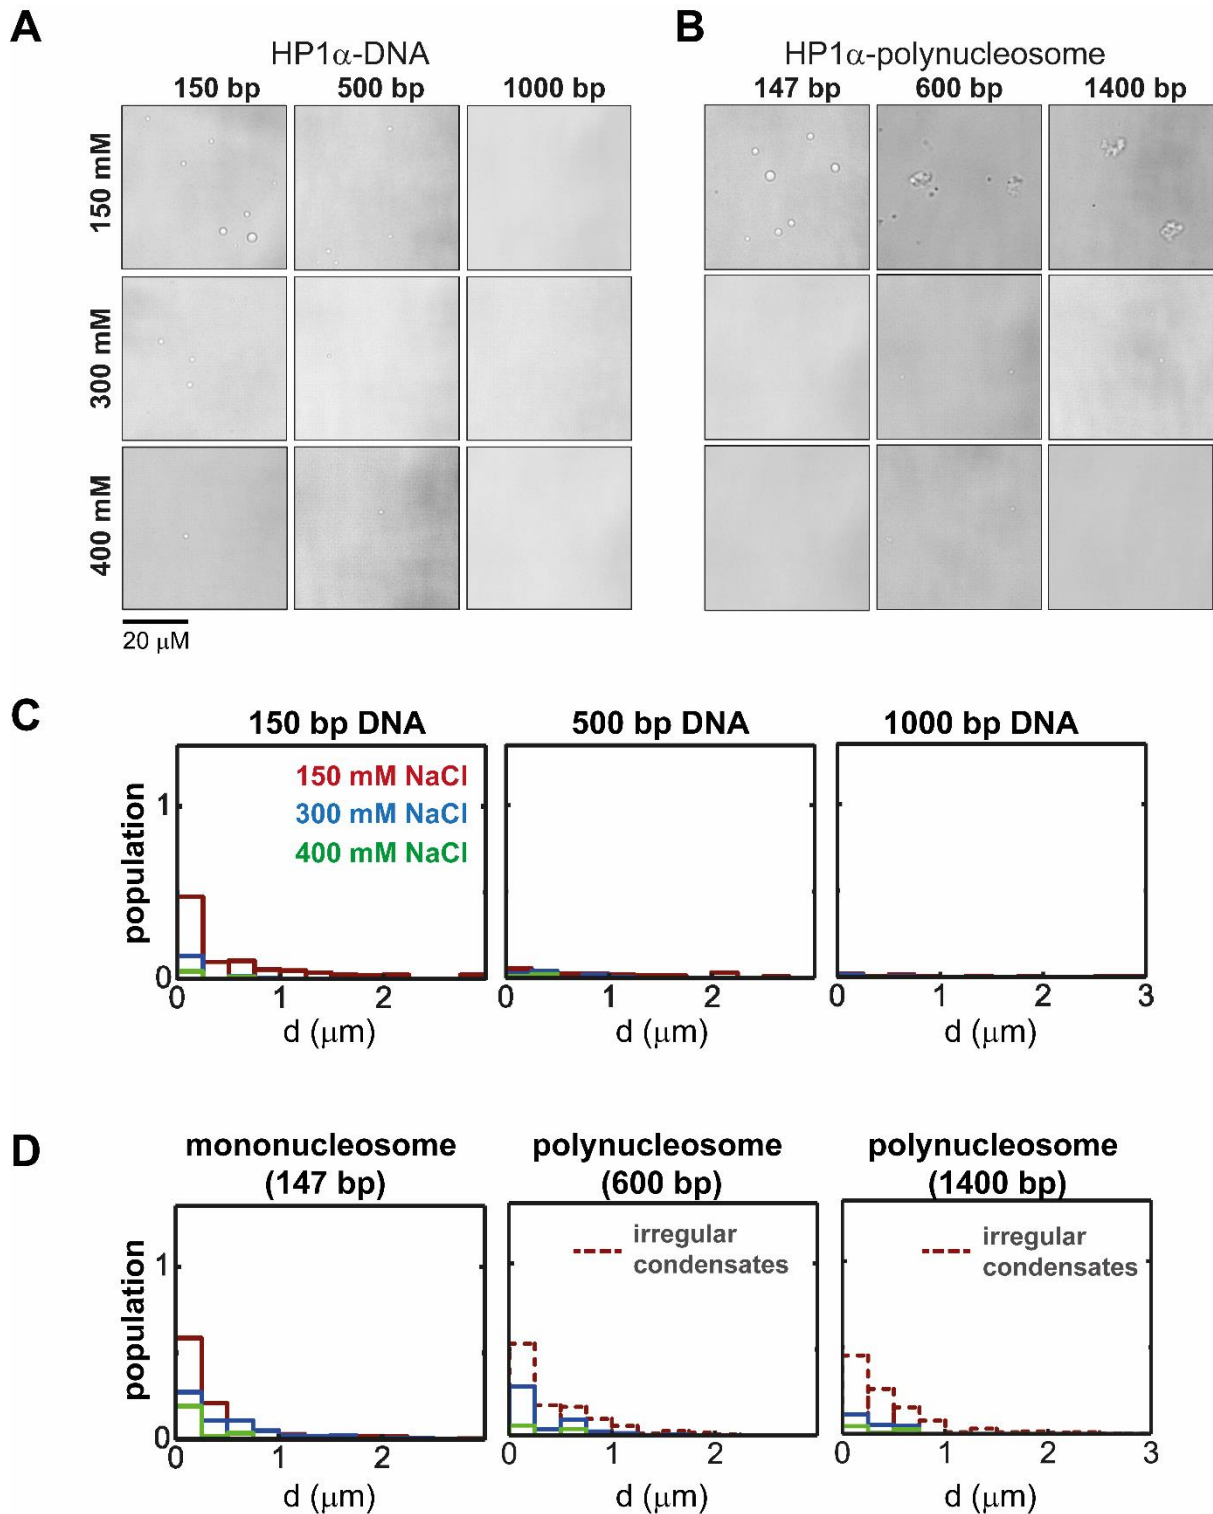 A
HP1α-DNA
150 bp 500 bp 1000 bp
150 mM
300 mM
400 mM
20 μM
B
HP1α-polynucleosome
147 bp 600 bp 1400 bp
C
150 bp DNA 500 bp DNA 1000 bp DNA
150 mM NaCl
300 mM NaCl
400 mM NaCl
population
1
0
0 1 2 0 1 2 0 1 2 3
d (μm) d (μm) d (μm)
D
mononucleosome polynucleosome polynucleosome
(147 bp) (600 bp) (1400 bp)
irregular irregular
condensates condensates
population
1
0
0 1 2 0 1 2 0 1 2 3
d (μm) d (μm) d (μm)